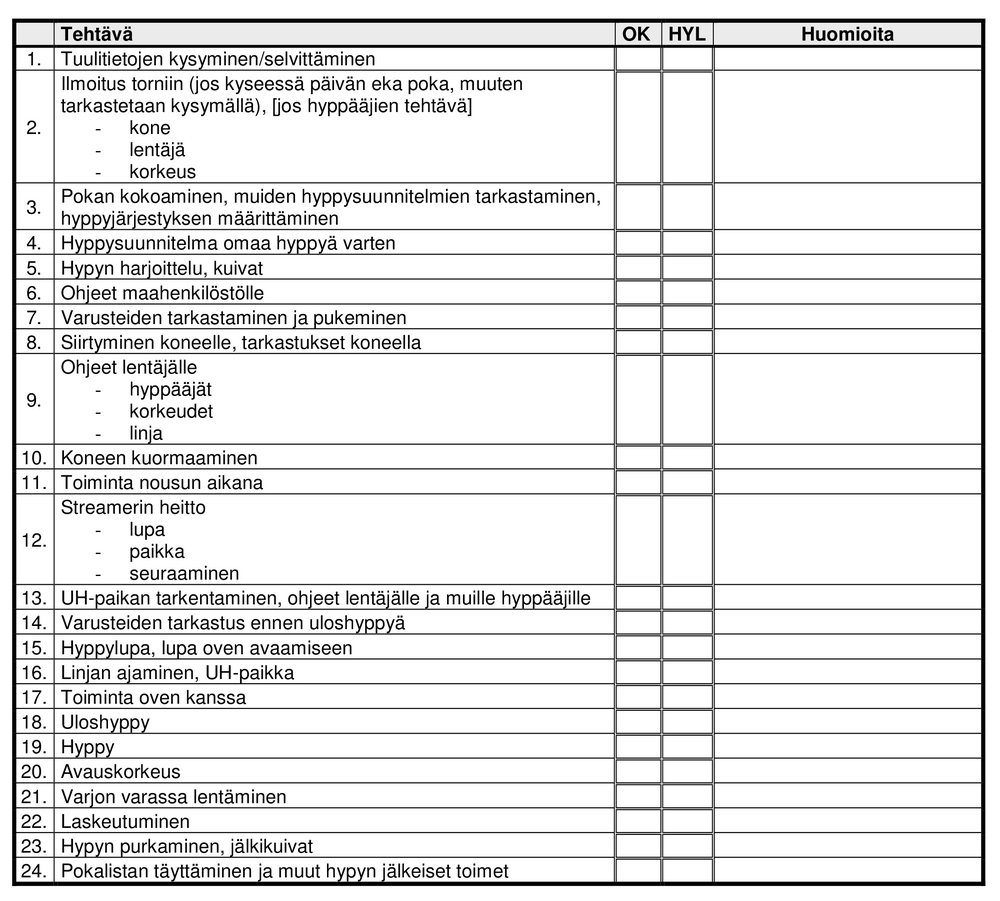 Tehtävä OK HYL Huomioita
1. Tuulitietojen kysyminen/selvittäminen
Ilmoitus torniin (jos kyseessä päivän eka poka, muuten
tarkastetaan kysymällä), [jos hyppääjien tehtävä]
2. - kone
- lentäjä
- korkeus
3. Pokan kokoaminen, muiden hyppysuunnitelmien tarkastaminen,
hyppyjärjestyksen määrittäminen
4. Hyppysuunnitelma omaa hyppyä varten
5. Hypyn harjoittelu, kuivat
6. Ohjeet maahenkilöstölle
7. Varusteiden tarkastaminen ja pukeminen
8. Siirtyminen koneelle, tarkastukset koneella
Ohjeet lentäjälle
- hyppääjät
9. - korkeudet
- linja
10. Koneen kuormaaminen
11. Toiminta nousun aikana
Streamerin heitto
- lupa
12. - paikka
- seuraaminen
13. UH-paikan tarkentaminen, ohjeet lentäjälle ja muille hyppääjille
14. Varusteiden tarkastus ennen uloshyppyä
15. Hyppylupa, lupa oven avaamiseen
16. Linjan ajaminen, UH-paikka
17. Toiminta oven kanssa
18. Uloshyppy
19. Hyppy
20. Avauskorkeus
21. Varjon varassa lentäminen
22. Laskeutuminen
23. Hypyn purkaminen, jälkikuivat
24. Pokalistan täyttäminen ja muut hypyn jälkeiset toimet